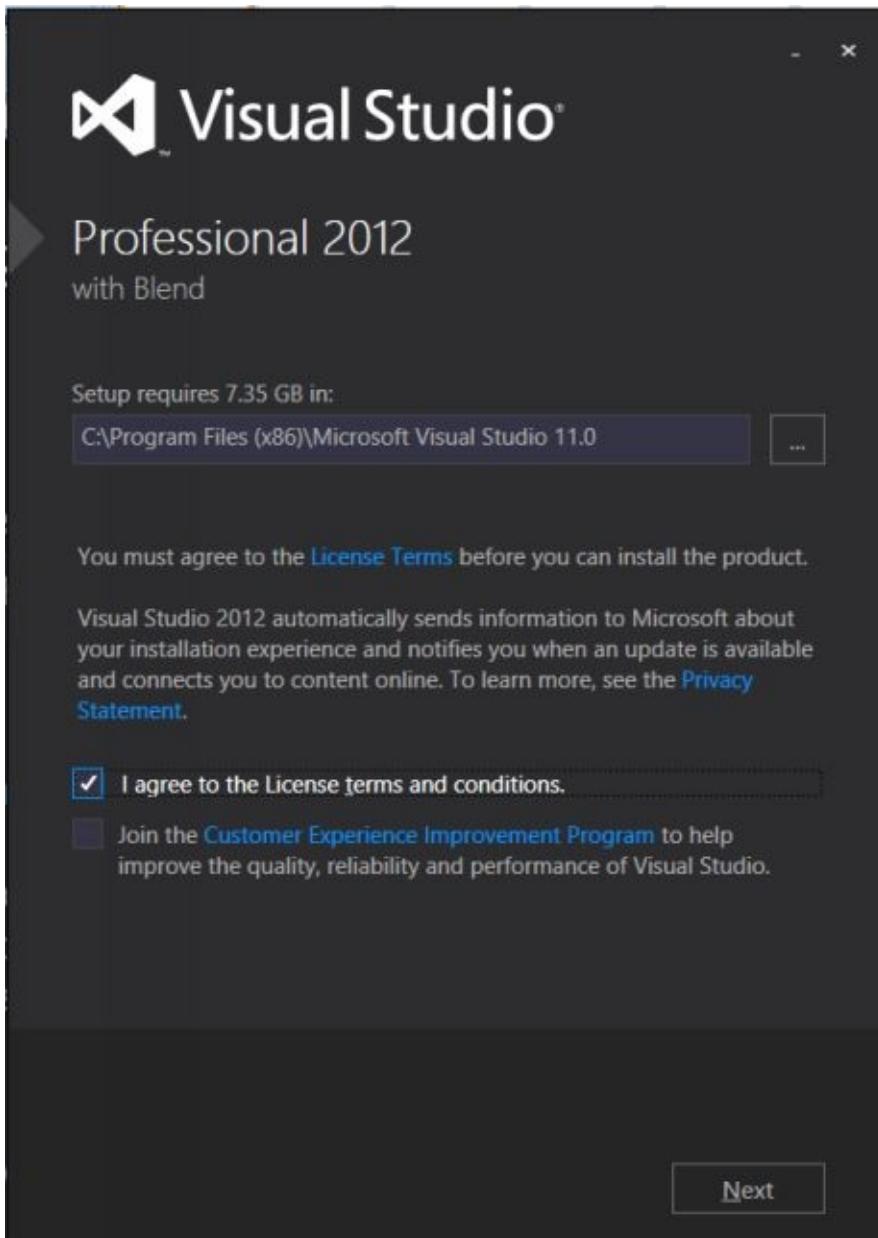 Visual Studio®
™
Professional 2012
with Blend
Setup requires 7.35 GB in:
C:\Program Files (x86)\Microsoft Visual Studio 11.0
...
You must agree to the License Terms before you can install the product.
Visual Studio 2012 automatically sends information to Microsoft about
your installation experience and notifies you when an update is available
and connects you to content online. To learn more, see the Privacy
Statement.
I agree to the License terms and conditions.
Join the Customer Experience Improvement Program to help
improve the quality, reliability and performance of Visual Studio.
Next